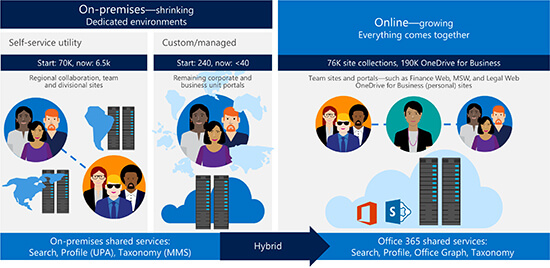 On-premises—shrinking
Dedicated environments
Online—growing
Everything comes together
Self-service utility
Custom/managed
Start: 70K, now: 6.5k
Start: 240, now: <40
76K site collections, 190K OneDrive for Business
Regional collaboration, team
and divisional sites
Remaining corporate and
business unit portals
Team sites and portals—such as Finance Web, MSW, and Legal Web
OneDrive for Business (personal) sites
S
On-premises shared services:
Search, Profile (UPA), Taxonomy (MMS)
Hybrid
Office 365 shared services:
Search, Profile, Office Graph, Taxonomy